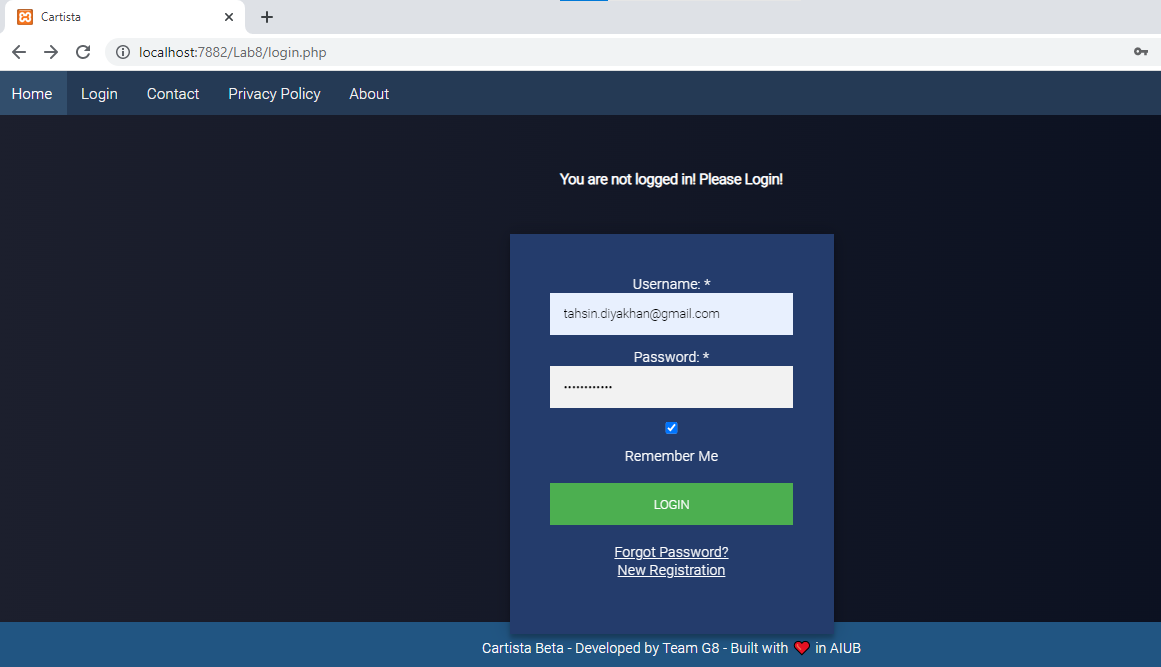 Cartista
localhost:7882/Lab8/login.php
Home Login Contact Privacy Policy About
You are not logged in! Please Login!
Username: *
tahsin.diyakhan@gmail.com
Password: *
••••••••••••
Remember Me
LOGIN
Forgot Password?
New Registration
Cartista Beta - Developed by Team G8 - Built with ❤️ in AIUB